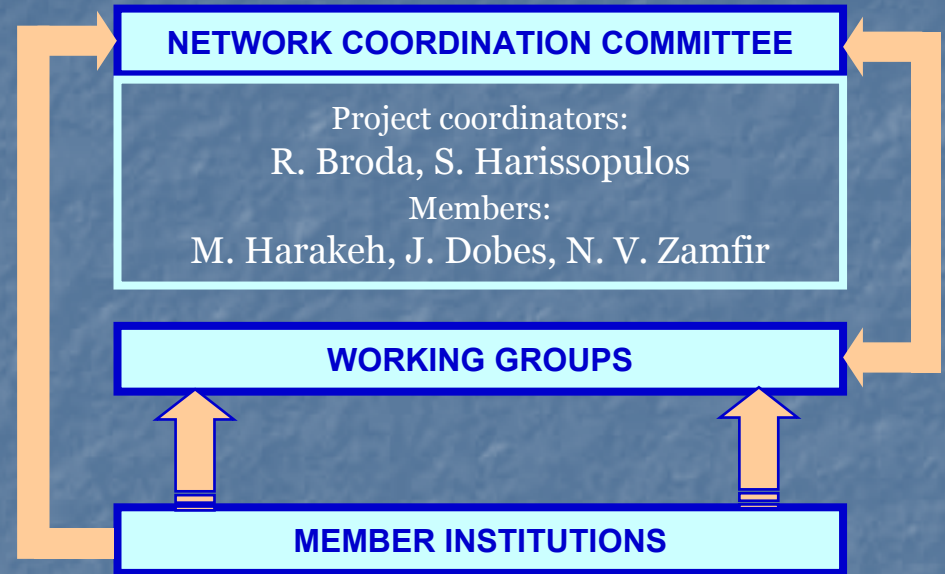 NETWORK COORDINATION COMMITTEE
Project coordinators:
R. Broda, S. Harissopulos
Members:
M. Harakeh, J. Dobes, N. V. Zamfir
WORKING GROUPS
MEMBER INSTITUTIONS